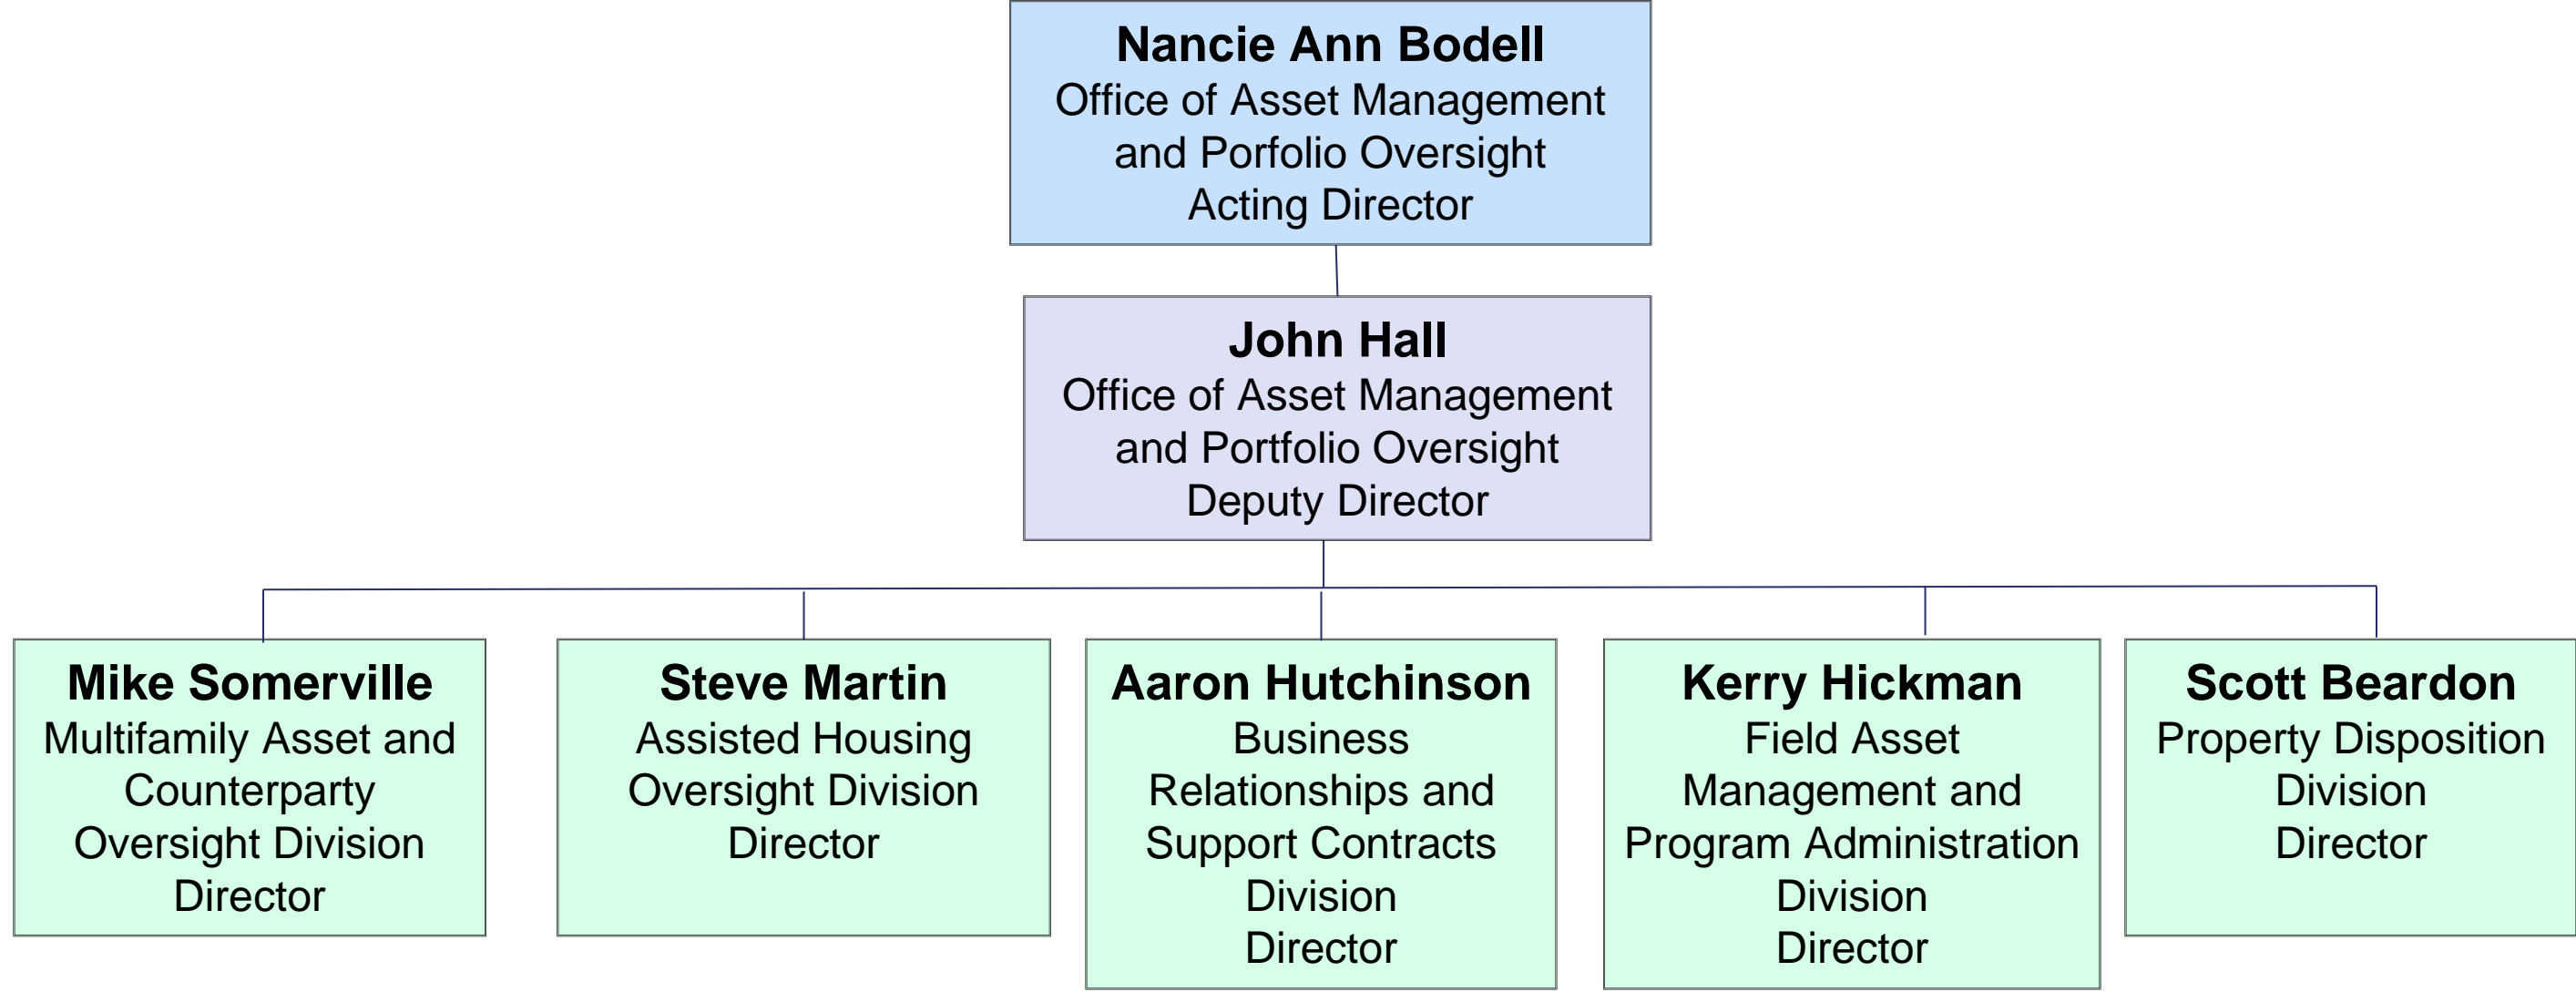 Nancie Ann Bodell
Office of Asset Management
and Porfolio Oversight
Acting Director
John Hall
Office of Asset Management
and Portfolio Oversight
Deputy Director
Mike Somerville
Multifamily Asset and
Counterparty
Oversight Division
Director
Steve Martin
Assisted Housing
Oversight Division
Director
Aaron Hutchinson
Business
Relationships and
Support Contracts
Division
Director
Kerry Hickman
Field Asset
Management and
Program Administration
Division
Director
Scott Beardon
Property Disposition
Division
Director